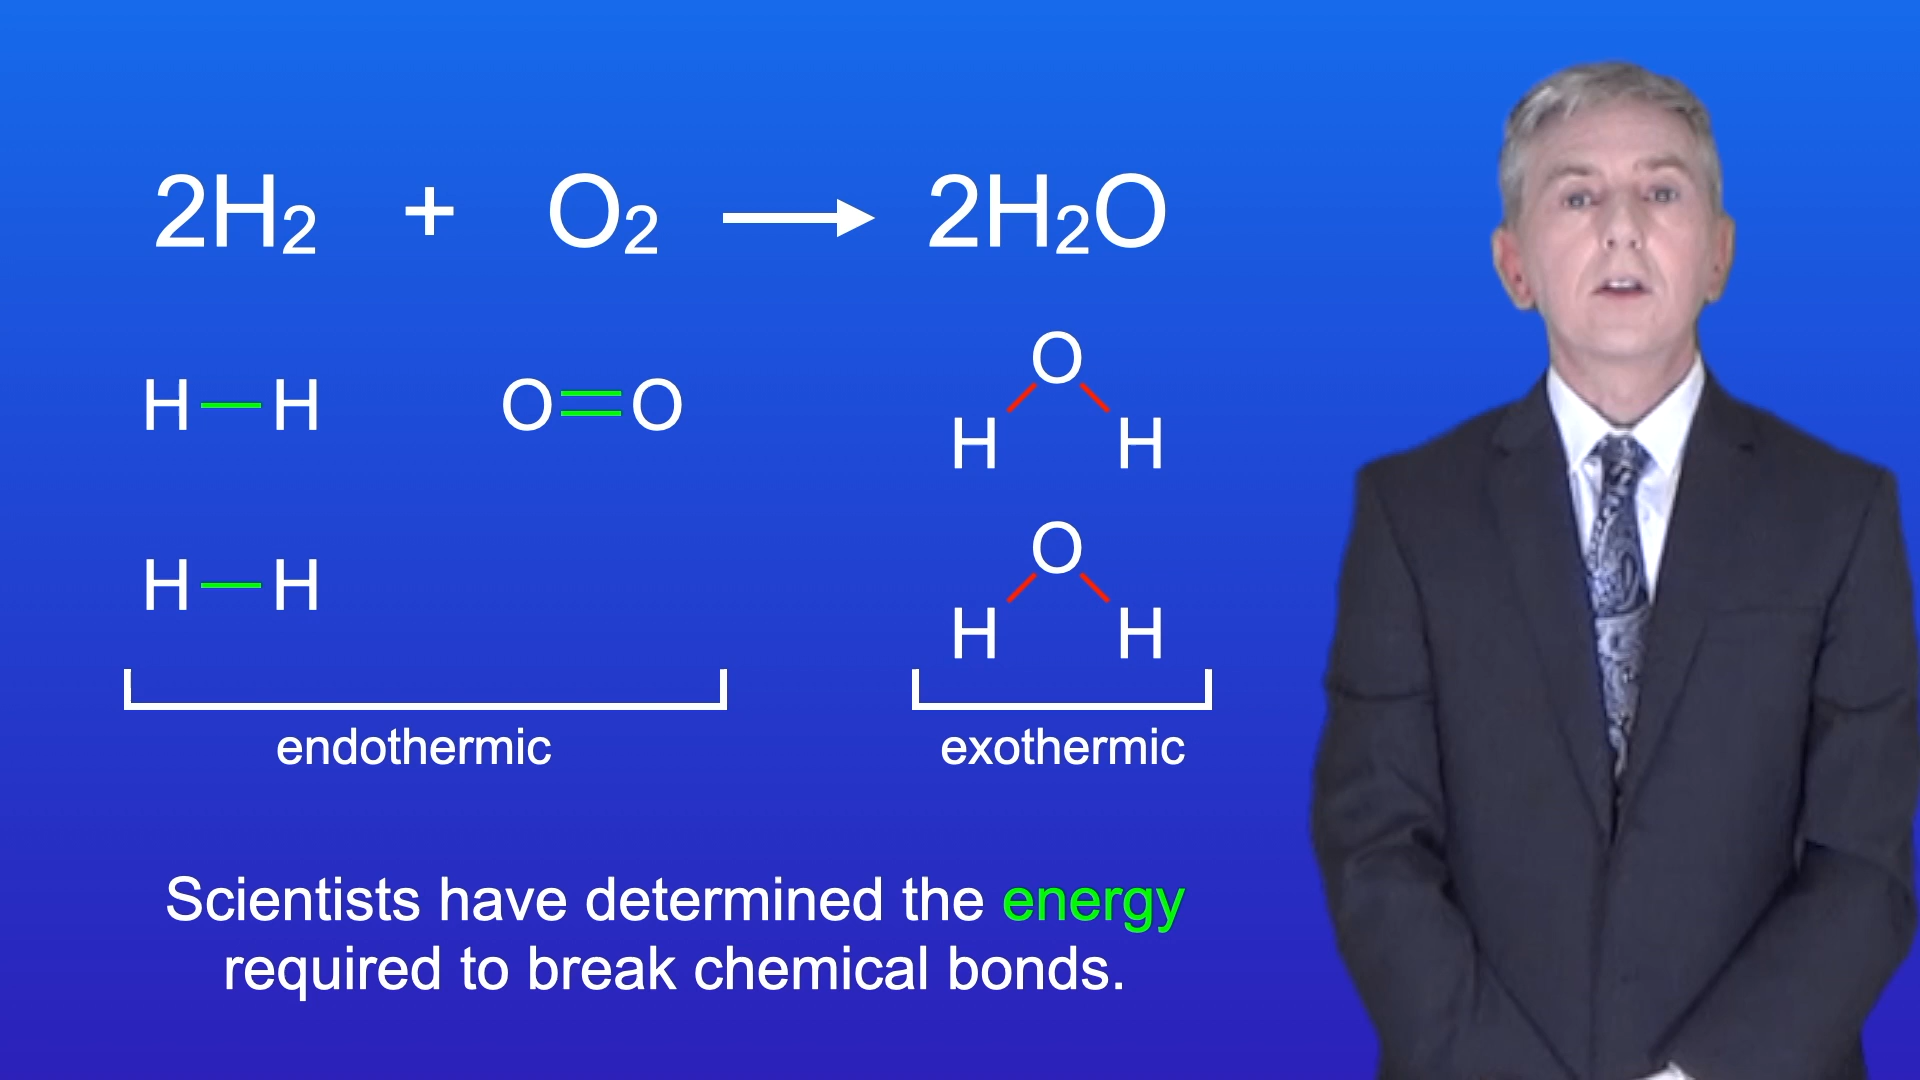 2H₂ + O₂ → 2H₂O
H—H O=O O
H H
H—H O
H H
endothermic exothermic
Scientists have determined the energy
required to break chemical bonds.